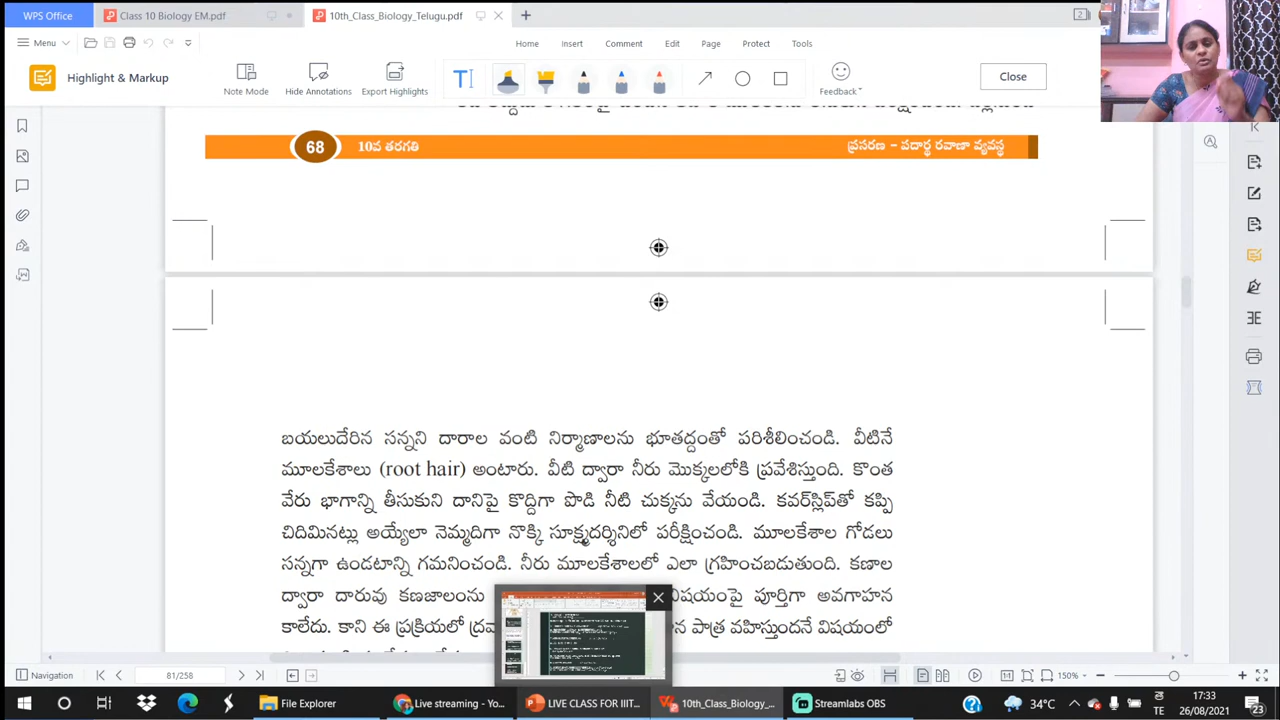 WPS Office
Class 10 Biology EM.pdf
10th_Class_Biology_Telugu.pdf
Menu
Home Insert Comment Edit Page Protect Tools
Highlight & Markup
Note Mode Hide Annotations Export Highlights
Feedback
Close
68 10వ తరగతి ప్రసరణ - పదార్థ రవాణా వ్యవస్థ
బయలుదేరిన సన్నని దారాల వంటి నిర్మాణాలను భూతద్దంతో పరిశీలించండి. వీటినే
మూలకేశాలు (root hair) అంటారు. వీటి ద్వారా నీరు మొక్కలలోకి ప్రవేశిస్తుంది. కొంత
వేరు భాగాన్ని తీసుకుని దానిపై కొద్దిగా పొడి నీటి చుక్కను వేయండి. కవర్‌స్లిప్‌తో కప్పి
చిదిమినట్లు అయ్యేలా నెమ్మదిగా నొక్కి సూక్ష్మదర్శినిలో పరీక్షించండి. మూలకేశాల గోడలు
సన్నగా ఉండటాన్ని గమనించండి. నీరు మూలకేశాలలో ఎలా గ్రహించబడుతుంది. కణాల
ద్వారా దారువు కణజాలంను విషయంపై పూర్తిగా అవగాహన
కాని ఈ ప్రక్రియలో పాత్ర వహిస్తుందనే విషయంలో
Navigation
150%
File Explorer
Live streaming - Yo...
LIVE CLASS FOR IIIT...
10th_Class_Biology_...
Streamlabs OBS
34°C
తె
TE
17:33
26/08/2021